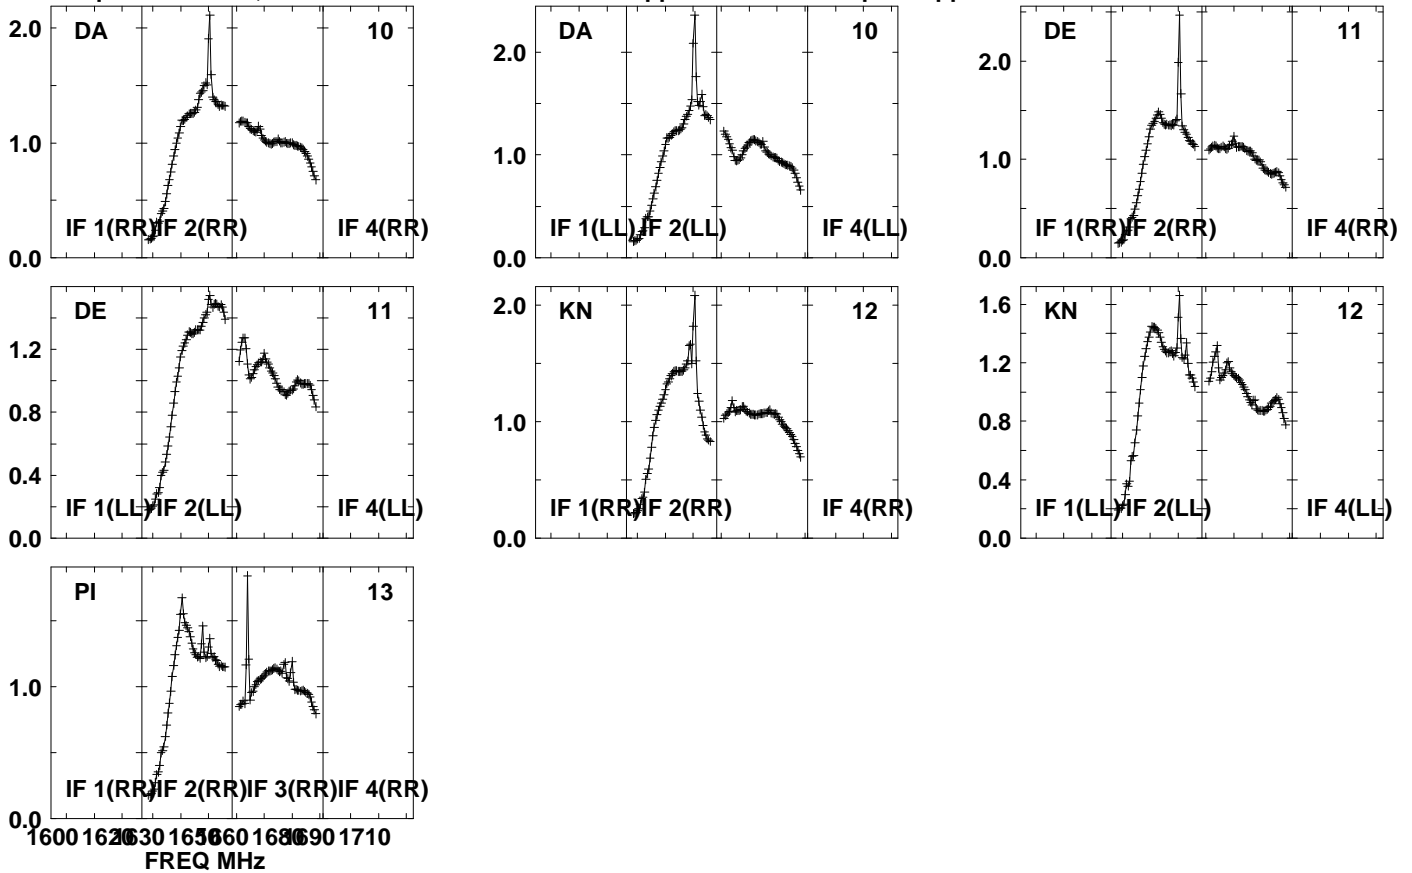 DA 10 DA 10 DE 11
2.0 2.0 2.0
1.0 1.0 1.0
IF 1(RR) IF 2(RR) IF 4(RR) IF 1(LL) IF 2(LL) IF 4(LL) IF 1(RR) IF 2(RR) IF 4(RR)
0.0 0.0 0.0
DE 11 KN 12 KN 12
1.2 2.0 1.6
0.8 1.0 1.2
0.4 0.8
IF 1(LL) IF 2(LL) IF 4(LL) IF 1(RR) IF 2(RR) IF 4(RR) IF 1(LL) IF 2(LL) IF 4(LL)
0.0 0.0 0.4
0.0
PI 13
1.0
IF 1(RR) IF 2(RR) IF 3(RR) IF 4(RR)
0.0
1600 1620 1630 1650 1660 1680 1690 1710
FREQ MHz